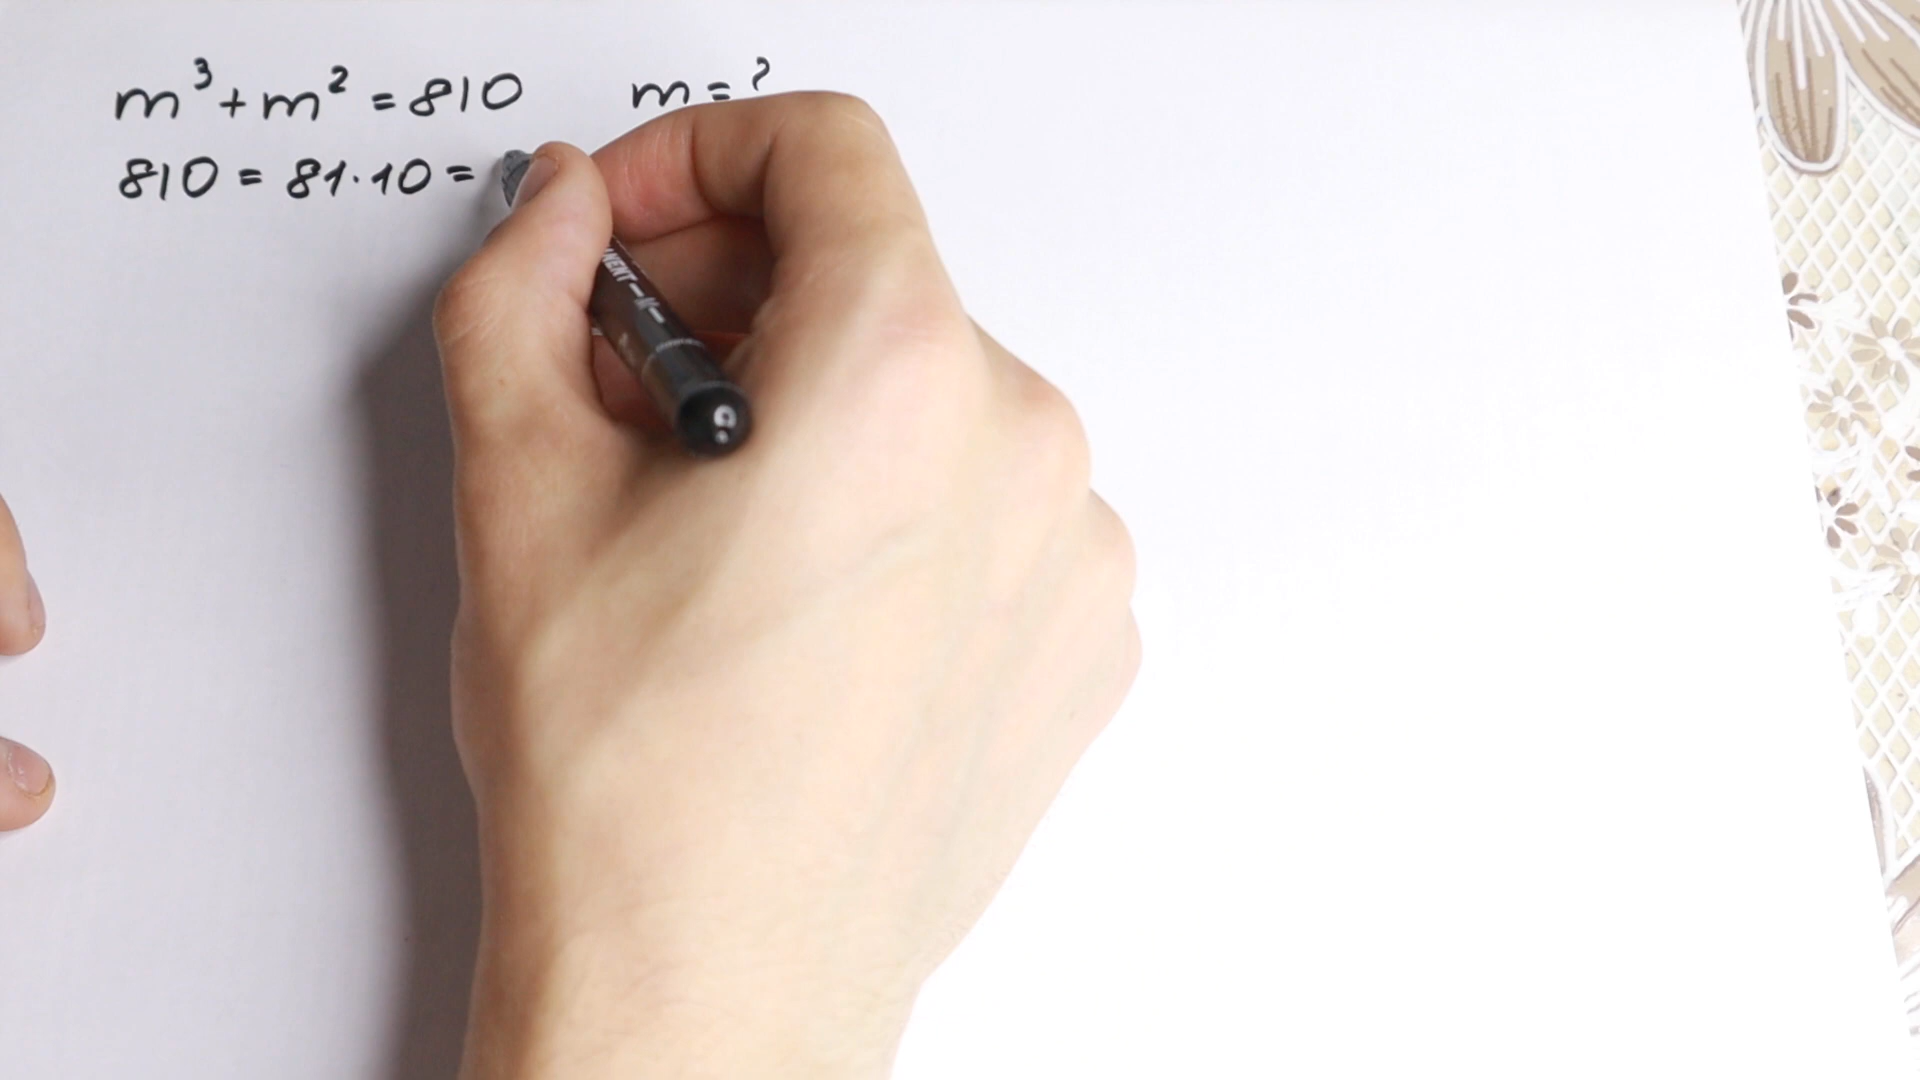 m³+m² =810 m=?
810 = 81·10 =